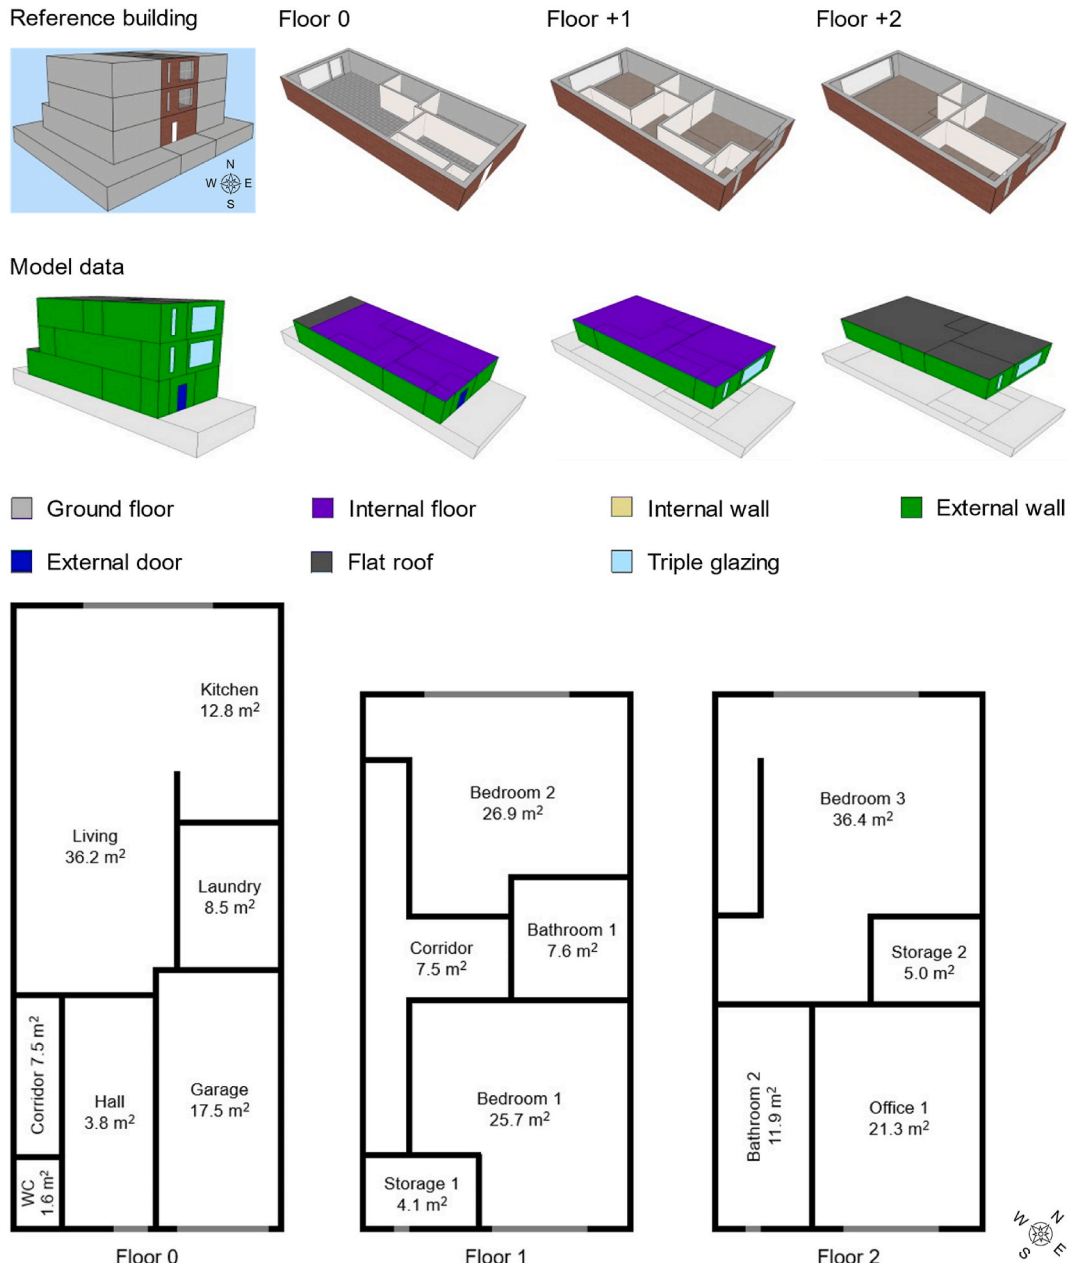 Reference building
Floor 0
Floor +1
Floor +2
N
W E
S
Model data
Ground floor
Internal floor
Internal wall
External wall
External door
Flat roof
Triple glazing
Kitchen
12.8 m²
Living
36.2 m²
Laundry
8.5 m²
Corridor 7.5 m²
Hall
3.8 m²
Garage
17.5 m²
WC
1.6 m²
Floor 0
Bedroom 2
26.9 m²
Bathroom 1
7.6 m²
Corridor
7.5 m²
Bedroom 1
25.7 m²
Storage 1
4.1 m²
Floor 1
Bedroom 3
36.4 m²
Storage 2
5.0 m²
Bathroom 2
11.9 m²
Office 1
21.3 m²
Floor 2
W N
S E